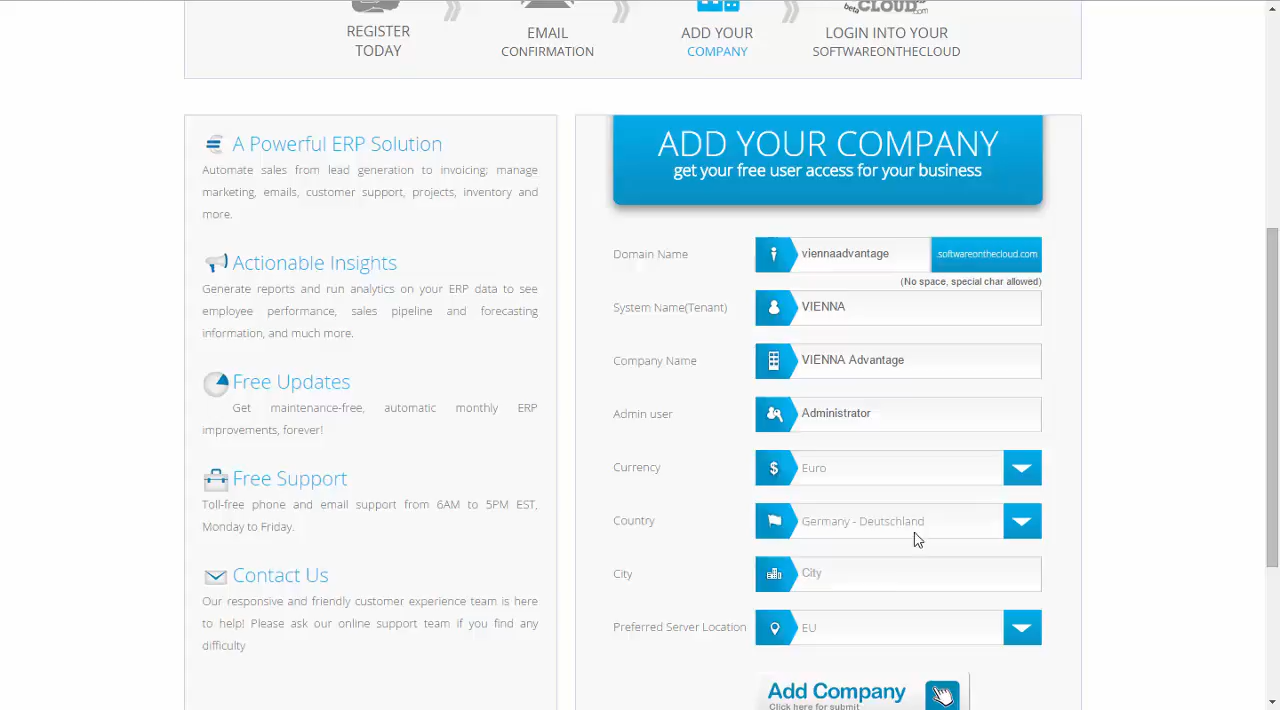 REGISTER
TODAY
EMAIL
CONFIRMATION
ADD YOUR
COMPANY
beta CLOUD.com
LOGIN INTO YOUR
SOFTWAREONTHECLOUD
A Powerful ERP Solution
Automate sales from lead generation to invoicing; manage
marketing, emails, customer support, projects, inventory and
more.
Actionable Insights
Generate reports and run analytics on your ERP data to see
employee performance, sales pipeline and forecasting
information, and much more.
Free Updates
Get maintenance-free, automatic monthly ERP
improvements, forever!
Free Support
Toll-free phone and email support from 6AM to 5PM EST,
Monday to Friday.
Contact Us
Our responsive and friendly customer experience team is here
to help! Please ask our online support team if you find any
difficulty
ADD YOUR COMPANY
get your free user access for your business
Domain Name
viennaadvantage
.softwareonthecloud.com
(No space, special char allowed)
System Name(Tenant)
VIENNA
Company Name
VIENNA Advantage
Admin user
Administrator
Currency
$
Euro
Country
Germany - Deutschland
City
City
Preferred Server Location
EU
Add Company
Click here for submit